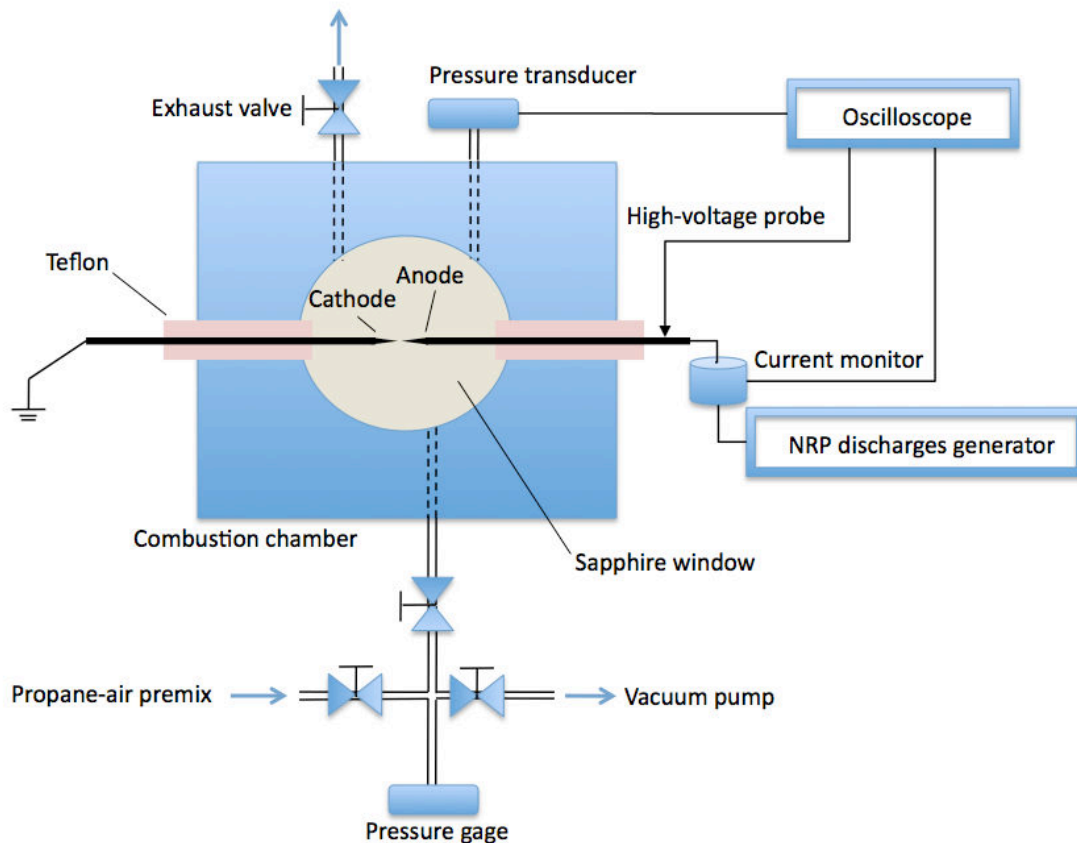 Pressure transducer
Exhaust valve
Oscilloscope
High-voltage probe
Teflon
Anode
Cathode
Current monitor
NRP discharges generator
Combustion chamber
Sapphire window
Propane-air premix
Vacuum pump
Pressure gage